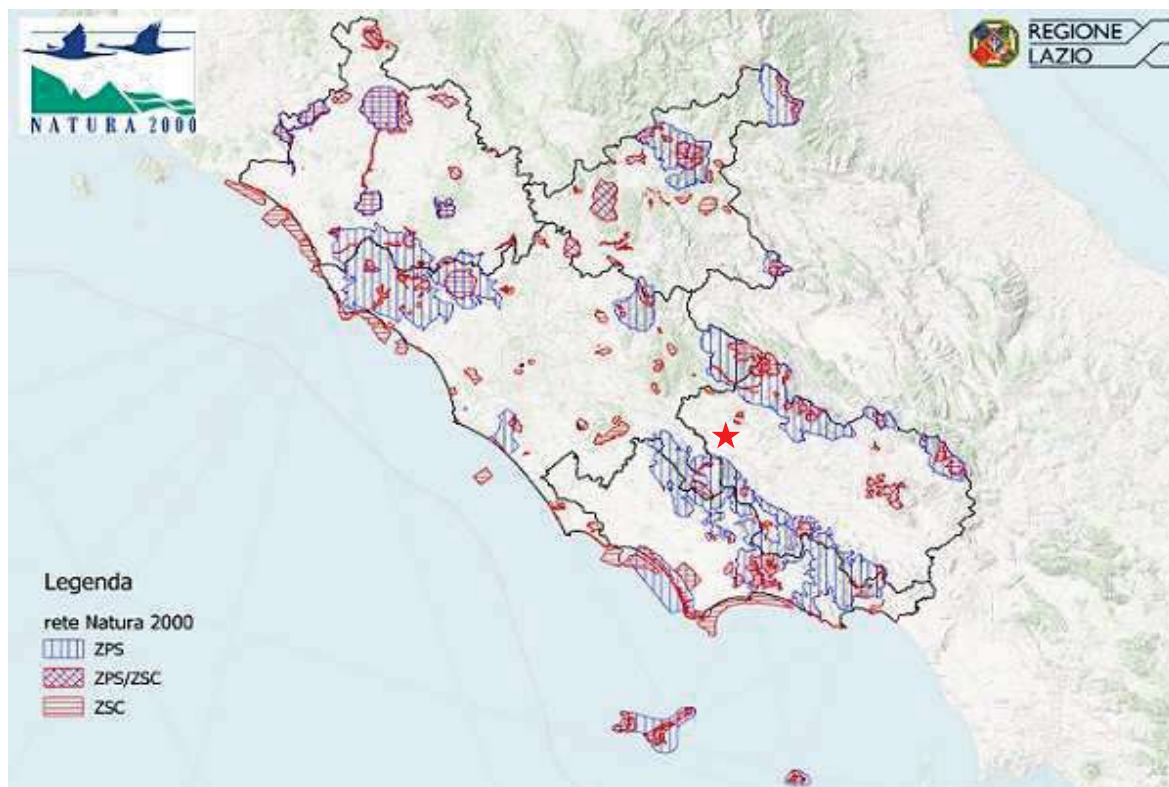 NATURA 2000
REGIONE
LAZIO
Legenda
rete Natura 2000
ZPS
ZPS/ZSC
ZSC